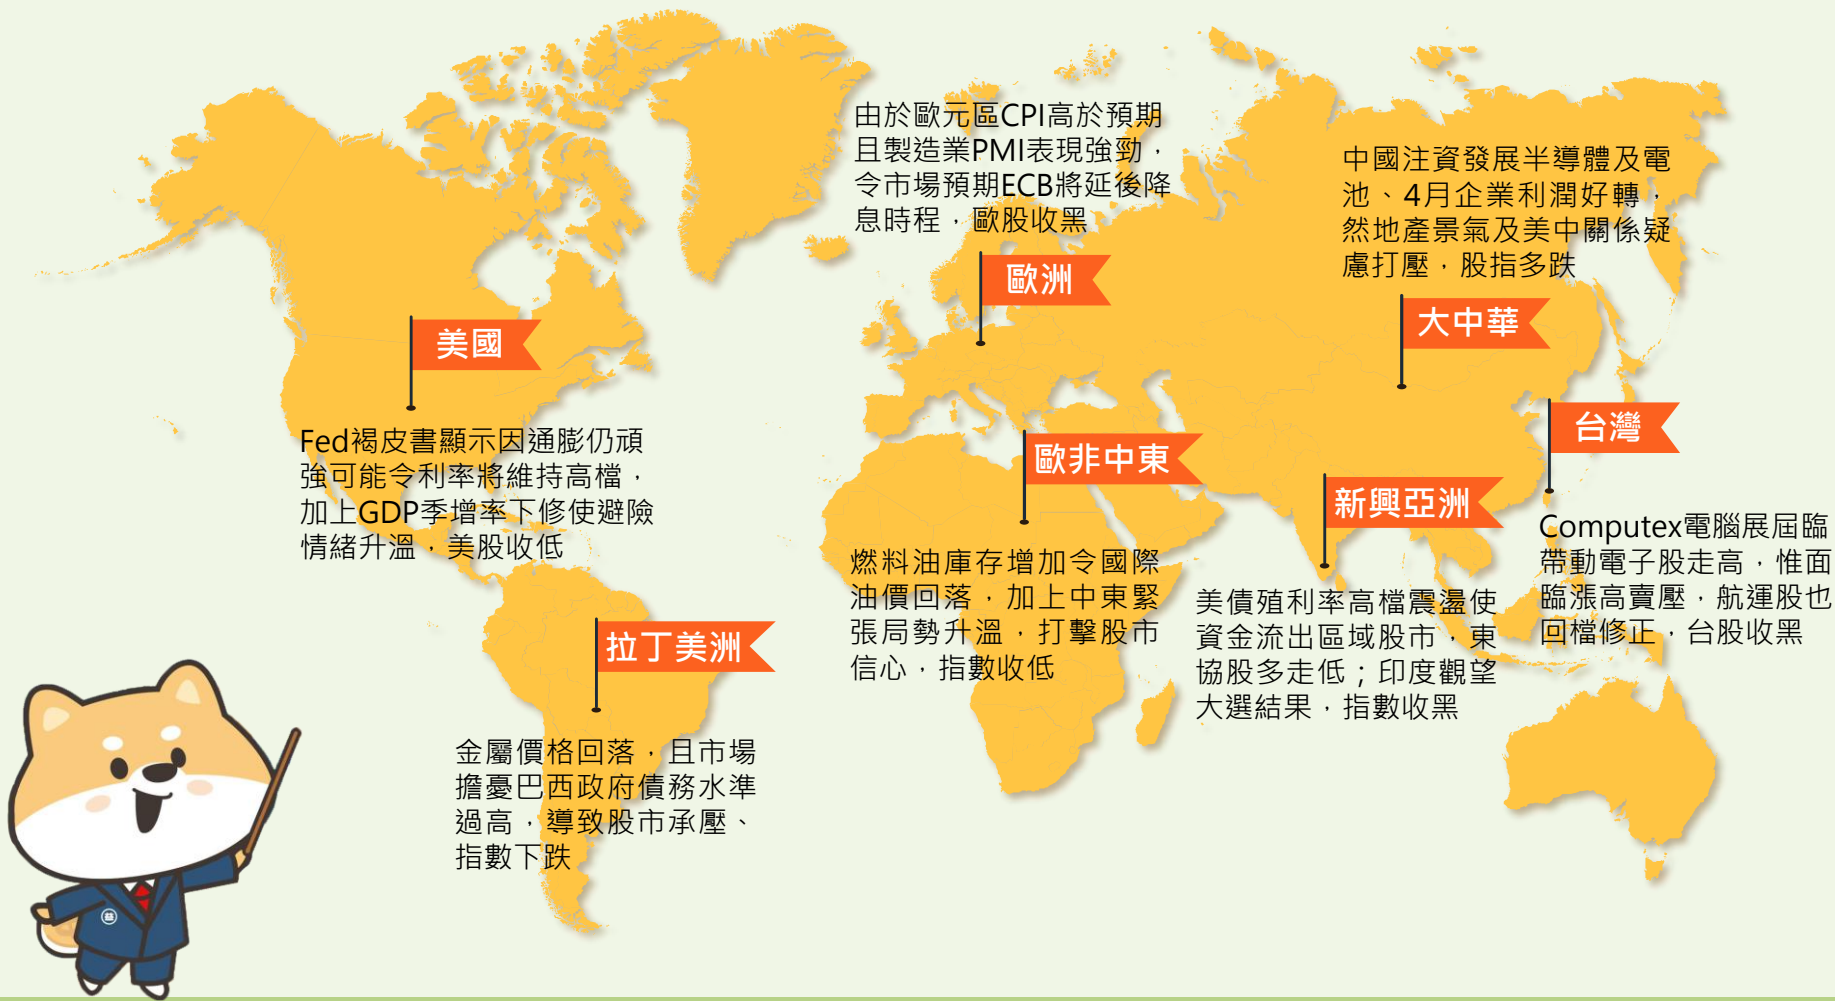 美國
Fed褐皮書顯示因通膨仍頑
強可能令利率將維持高檔，
加上GDP季增率下修使避險
情緒升溫，美股收低
拉丁美洲
金屬價格回落，且市場
擔憂巴西政府債務水準
過高，導致股市承壓、
指數下跌
由於歐元區CPI高於預期
且製造業PMI表現強勁，
令市場預期ECB將延後降
息時程，歐股收黑
歐洲
歐非中東
燃料油庫存增加令國際
油價回落，加上中東緊
張局勢升溫，打擊股市
信心，指數收低
中國注資發展半導體及電
池、4月企業利潤好轉，
然地產景氣及美中關係疑
慮打壓，股指多跌
大中華
新興亞洲
美債殖利率高檔震盪使
資金流出區域股市，東
協股多走低；印度觀望
大選結果，指數收黑
台灣
Computex電腦展屆臨
帶動電子股走高，惟面
臨漲高賣壓，航運股也
回檔修正，台股收黑